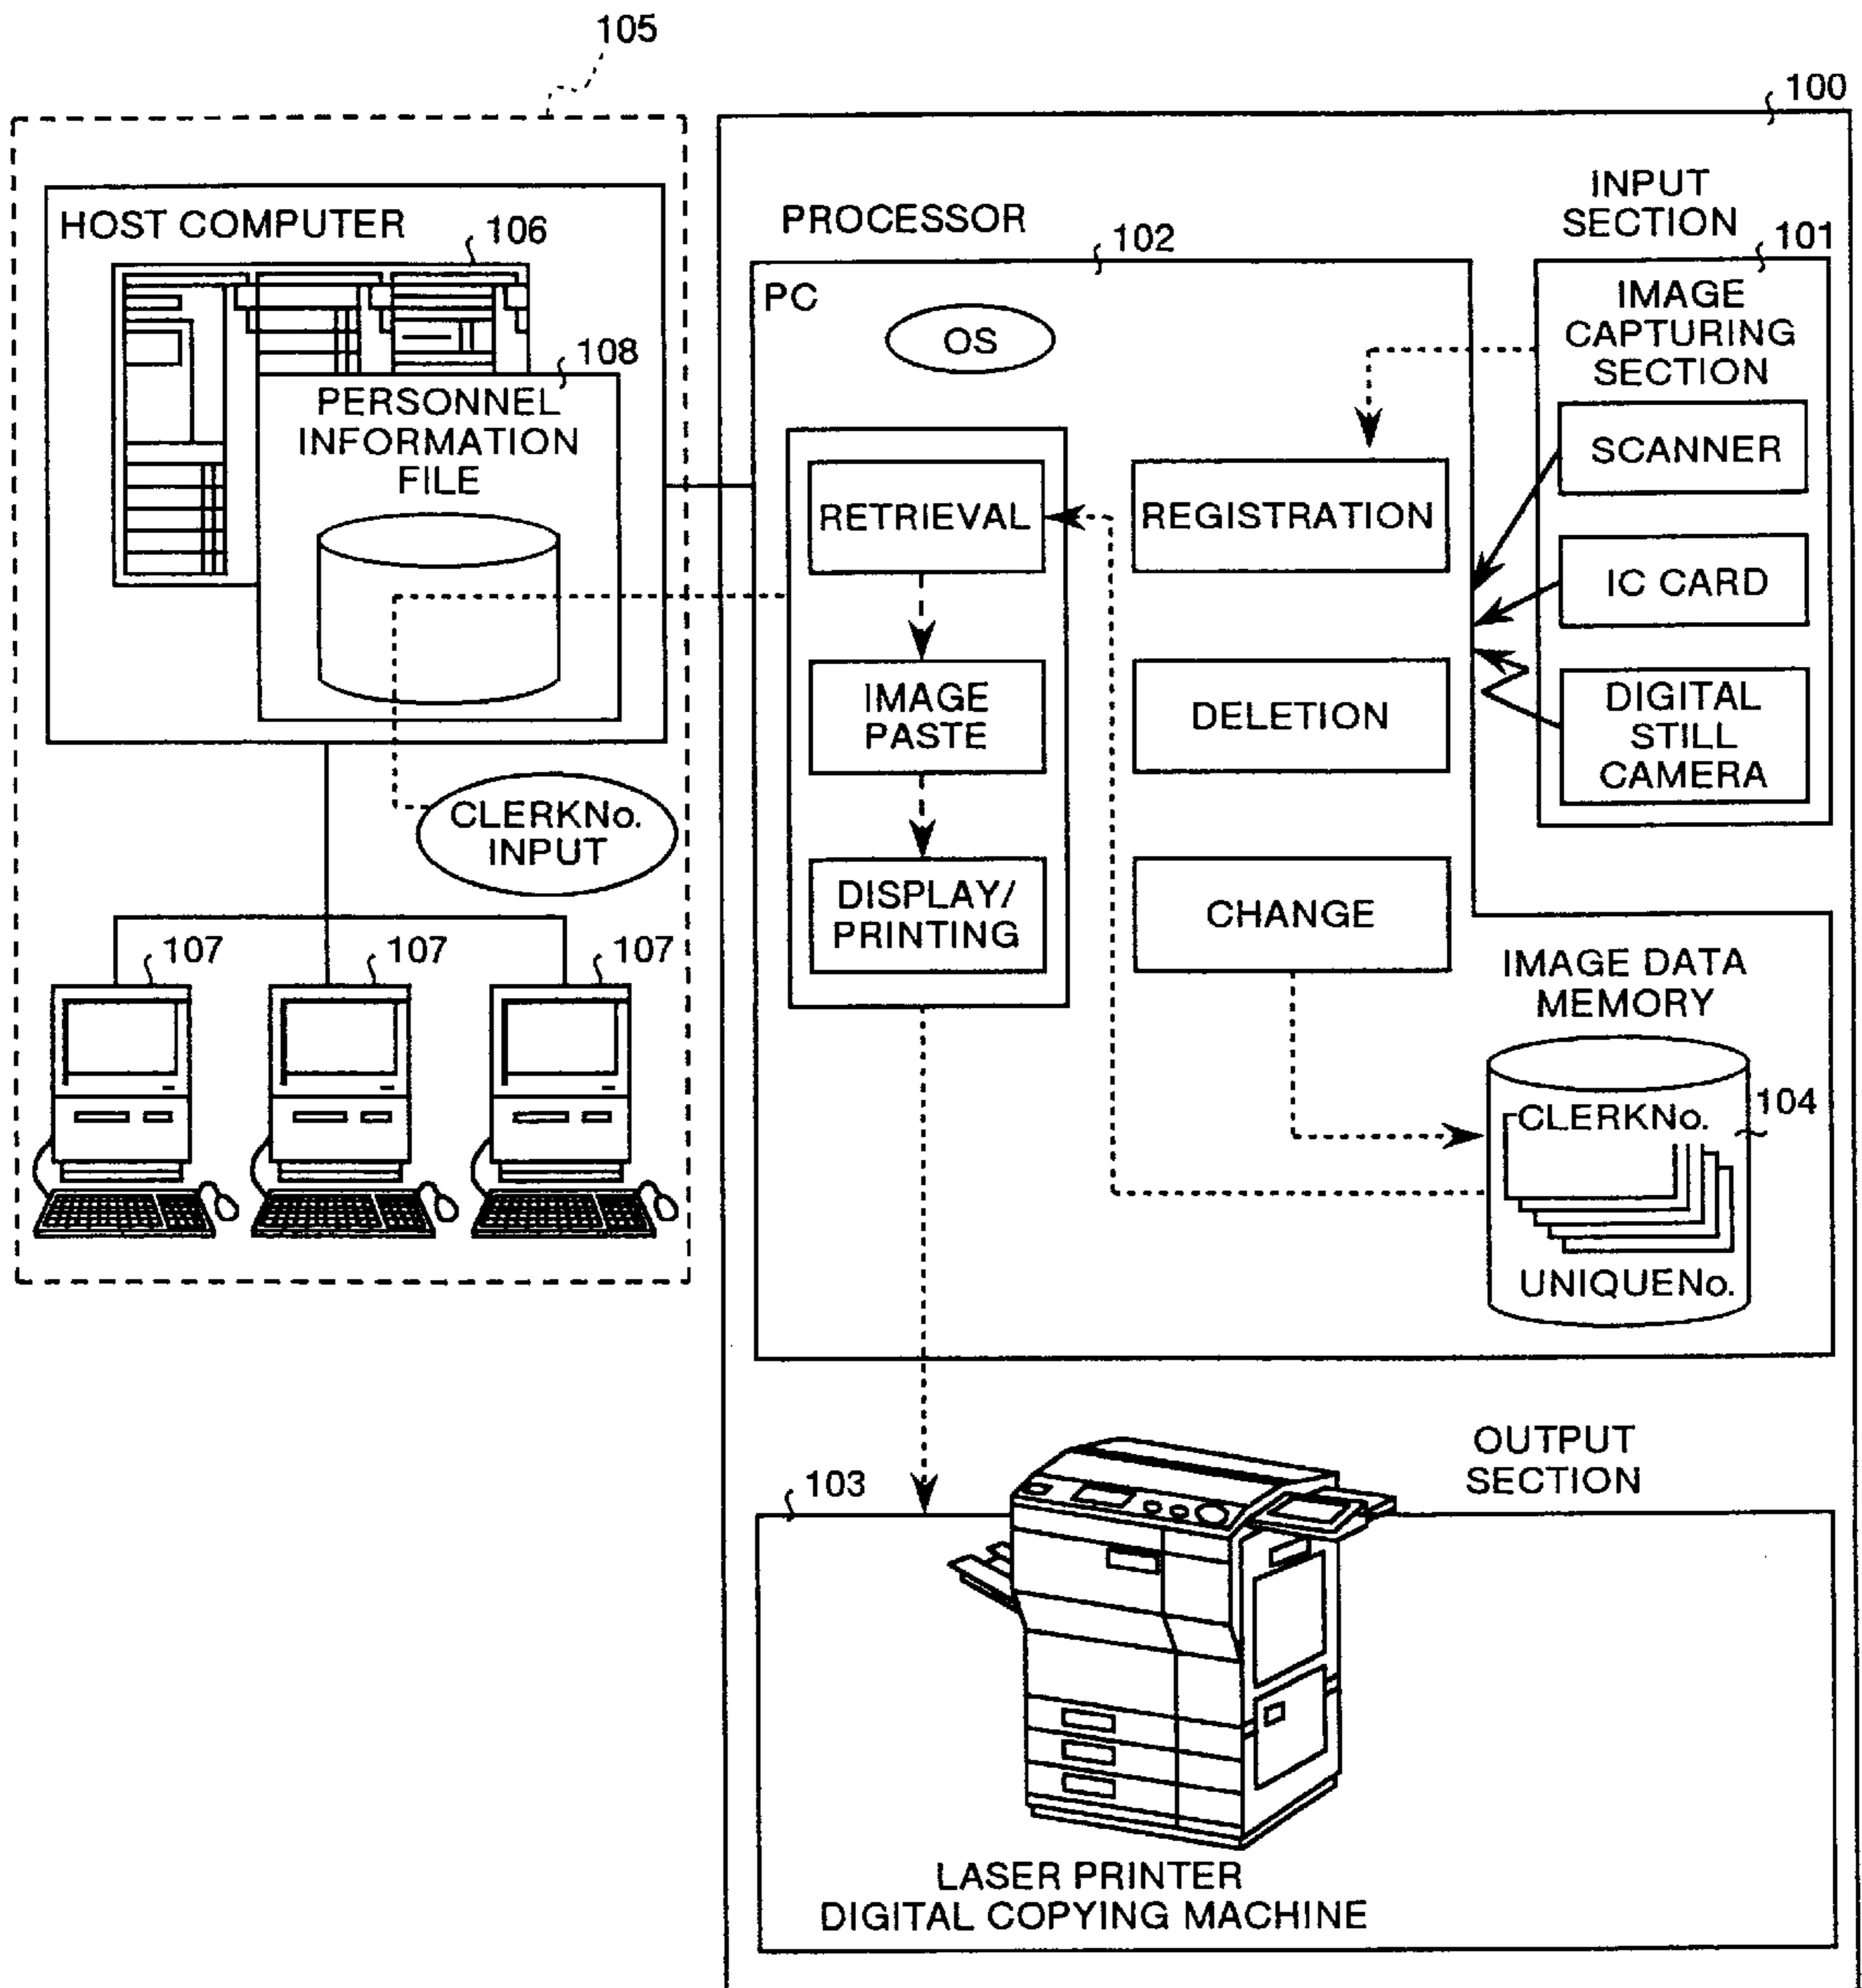 105
100
HOST COMPUTER
106
108
PERSONNEL
INFORMATION
FILE
CLERKNo.
INPUT
107
107
107
PROCESSOR
102
PC
OS
RETRIEVAL
IMAGE
PASTE
DISPLAY/
PRINTING
REGISTRATION
DELETION
CHANGE
INPUT
SECTION
101
IMAGE
CAPTURING
SECTION
SCANNER
IC CARD
DIGITAL
STILL
CAMERA
IMAGE DATA
MEMORY
CLERKNo.
104
UNIQUENo.
OUTPUT
SECTION
103
LASER PRINTER
DIGITAL COPYING MACHINE